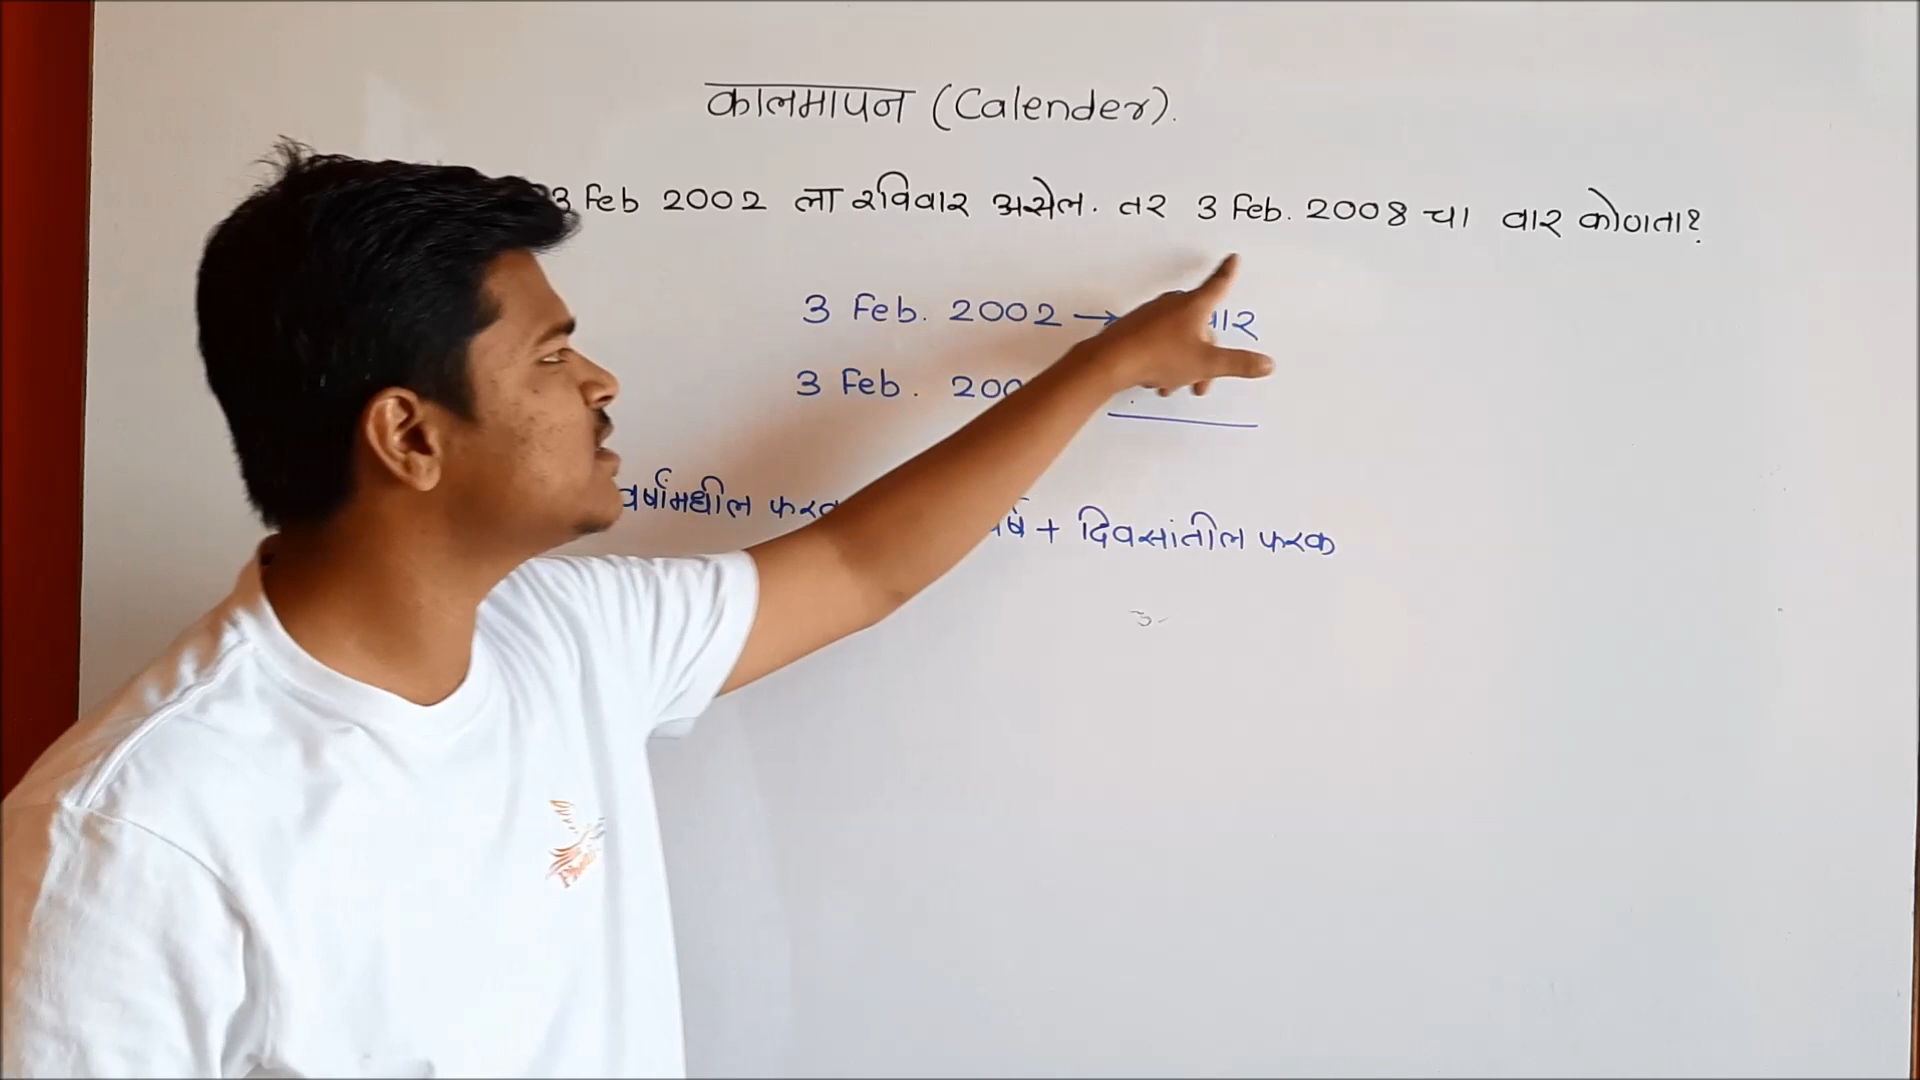 कालमापन (Calender).
3 Feb 2002 ला रविवार असेल. तर 3 Feb. 2008 चा वार कोणता?
3 Feb. 2002 →
3 Feb.
वर्षांमधील + दिवसांतील फरक